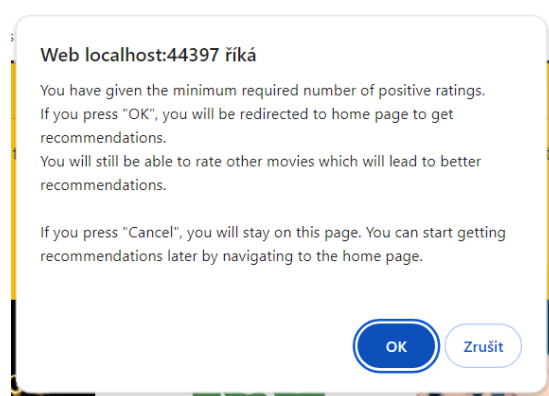 Web localhost:44397 říká
You have given the minimum required number of positive ratings.
If you press "OK", you will be redirected to home page to get
recommendations.
You will still be able to rate other movies which will lead to better
recommendations.
If you press "Cancel", you will stay on this page. You can start getting
recommendations later by navigating to the home page.
OK
Zrušit